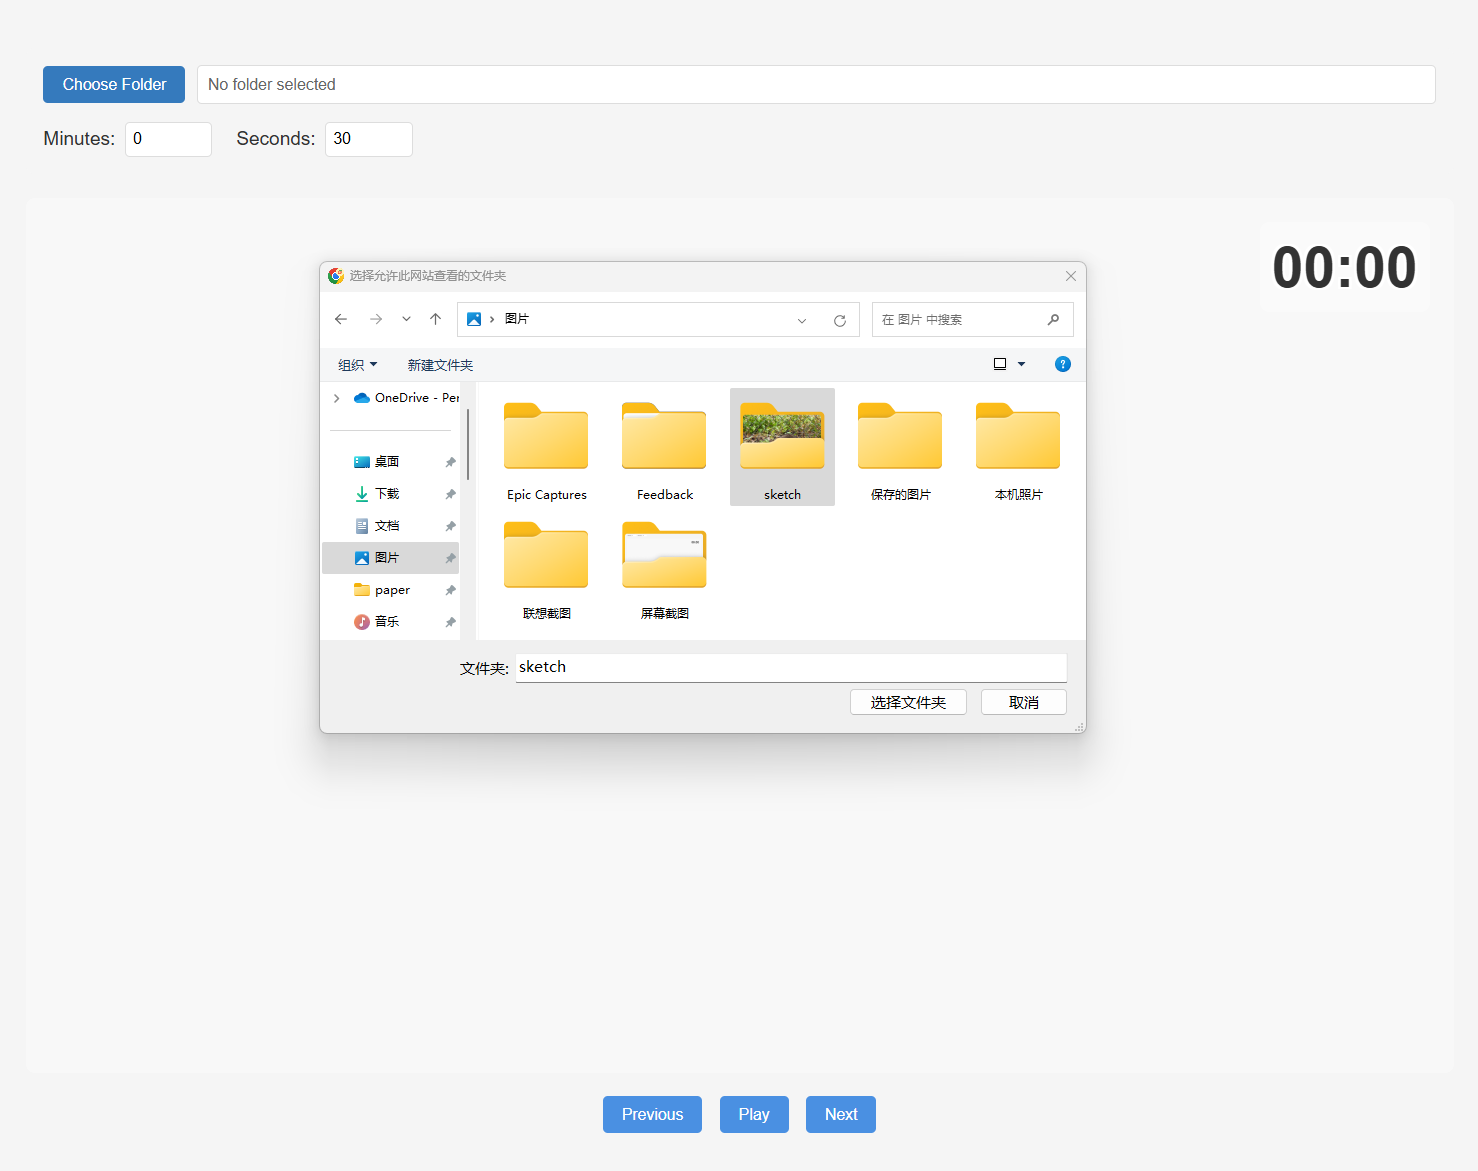 Choose Folder
No folder selected
Minutes: 0 Seconds: 30
00:00
选择允许此网站查看的文件夹
图片
在 图片 中搜索
组织 新建文件夹
OneDrive - Per
桌面
下载
文档
图片
paper
音乐
Epic Captures
Feedback
sketch
保存的图片
本机照片
联想截图
屏幕截图
文件夹: sketch
选择文件夹 取消
Previous Play Next